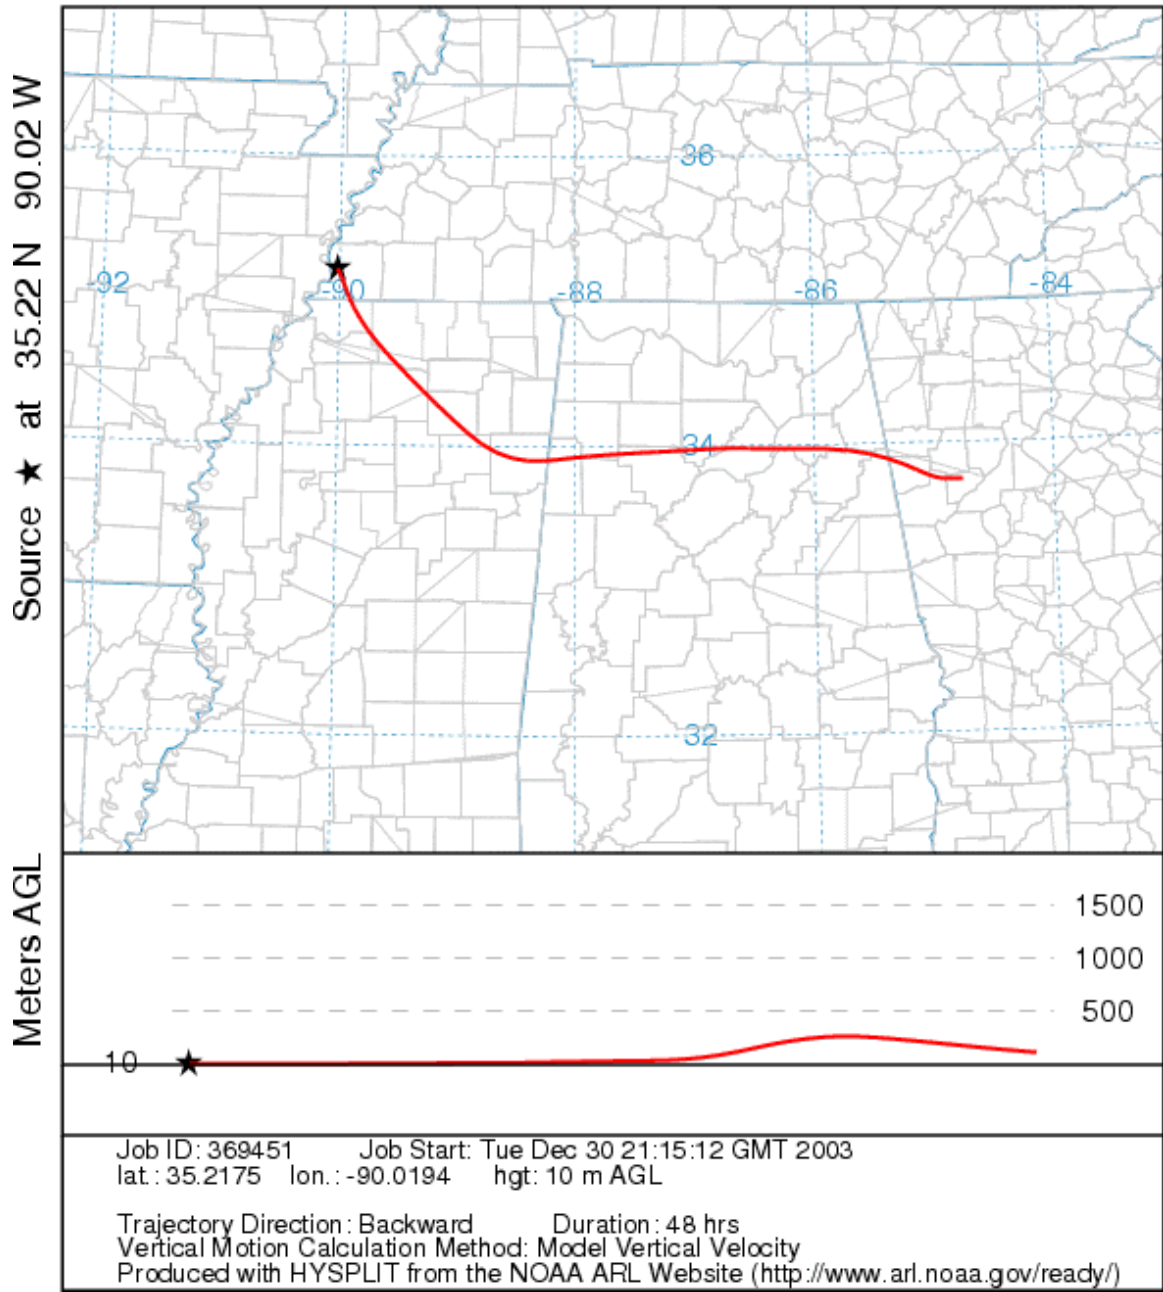 Source ★ at 35.22 N 90.02 W
36
-92
-90
-88
-86
-84
34
32
Meters AGL
1500
1000
500
10
Job ID: 369451 Job Start: Tue Dec 30 21:15:12 GMT 2003
lat.: 35.2175 lon.: -90.0194 hgt: 10 m AGL
Trajectory Direction: Backward Duration: 48 hrs
Vertical Motion Calculation Method: Model Vertical Velocity
Produced with HYSPLIT from the NOAA ARL Website (http://www.arl.noaa.gov/ready/)